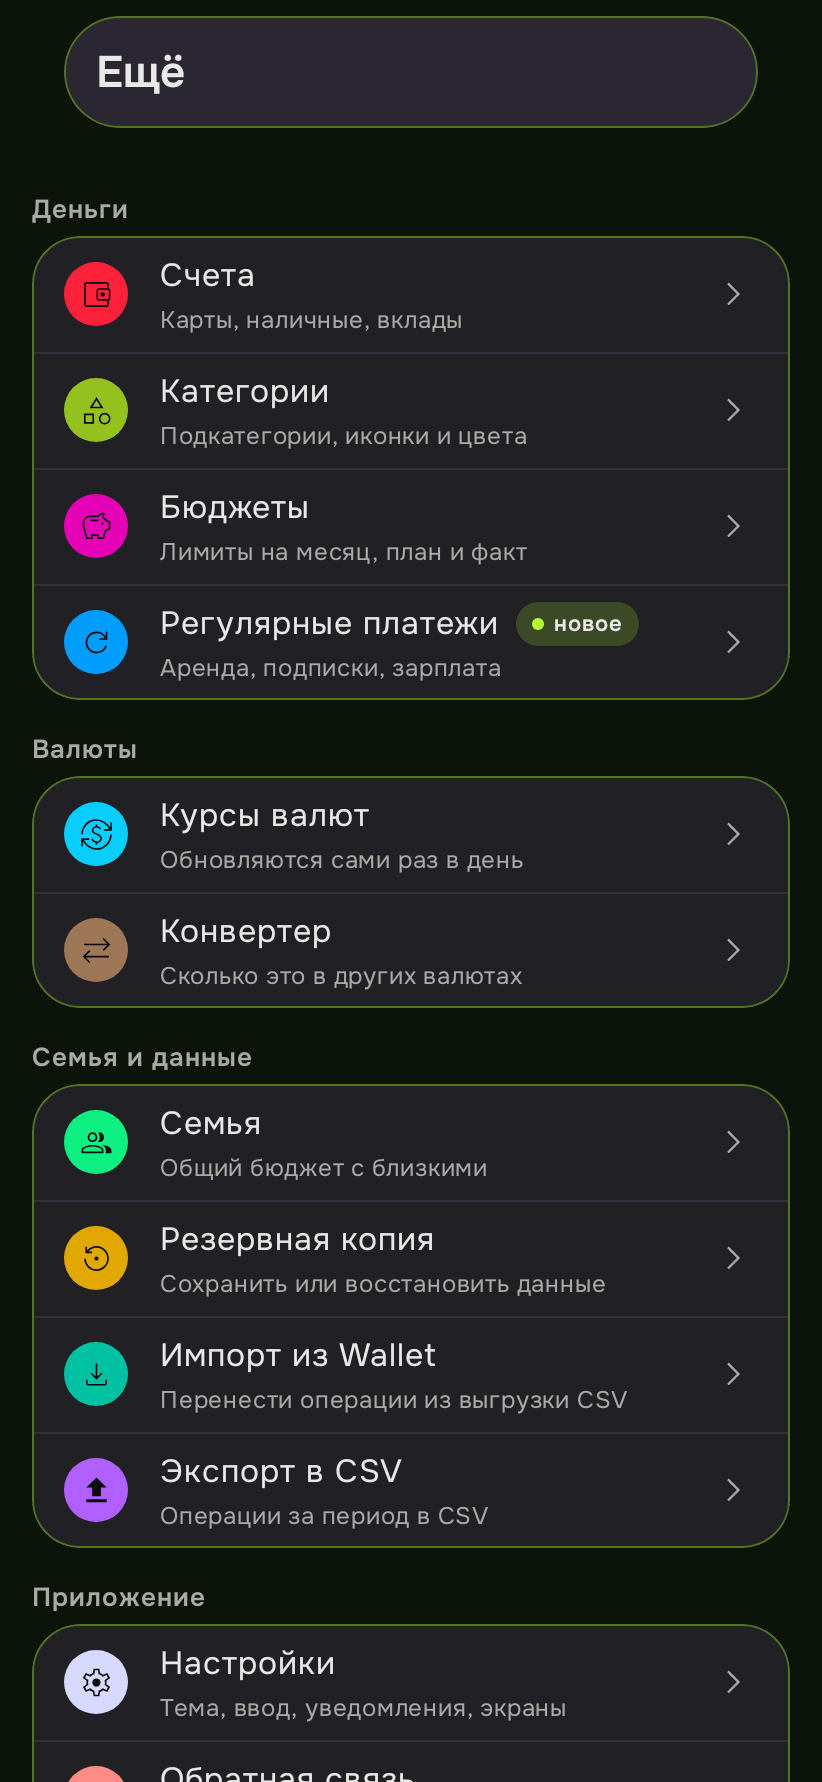 Ещё
Деньги
Счета
Карты, наличные, вклады
Категории
Подкатегории, иконки и цвета
Бюджеты
Лимиты на месяц, план и факт
Регулярные платежи новое
Аренда, подписки, зарплата
Валюты
Курсы валют
Обновляются сами раз в день
Конвертер
Сколько это в других валютах
Семья и данные
Семья
Общий бюджет с близкими
Резервная копия
Сохранить или восстановить данные
Импорт из Wallet
Перенести операции из выгрузки CSV
Экспорт в CSV
Операции за период в CSV
Приложение
Настройки
Тема, ввод, уведомления, экраны
Обратная связь